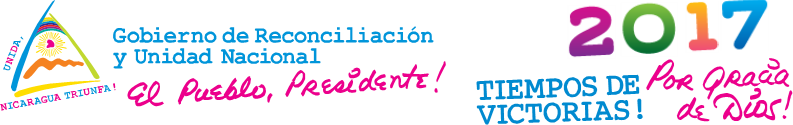 UNIDA,
NICARAGUA TRIUNFA!
Gobierno de Reconciliación
y Unidad Nacional
El Pueblo, Presidente!
2017
TIEMPOS DE
VICTORIAS!
Por Gracia
de Dios!